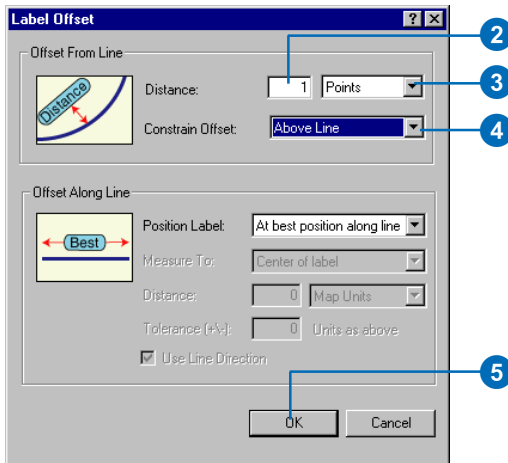 Label Offset
Offset From Line
Distance
Distance: 1 Points
Constrain Offset: Above Line
2
3
4
Offset Along Line
Best
Position Label: At best position along line
Measure To: Center of label
Distance: 0 Map Units
Tolerance (+\-): 0 Units as above
Use Line Direction
5
OK Cancel